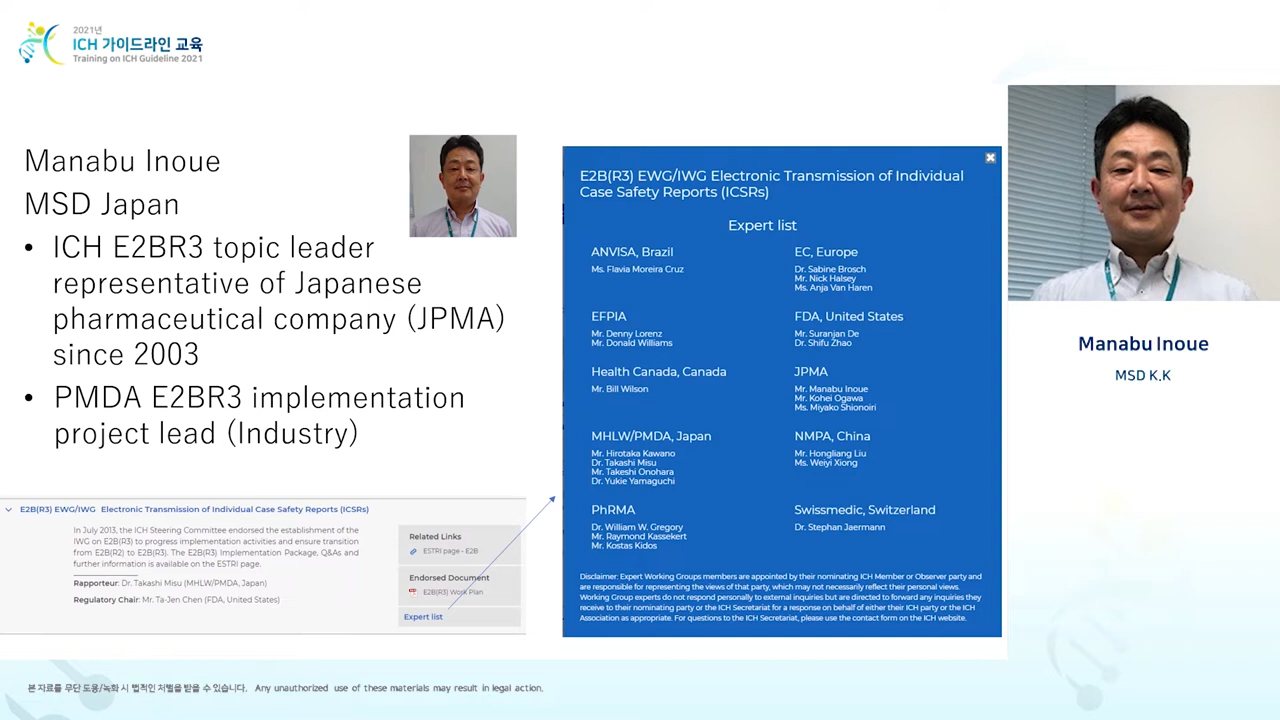 2021년
ICH 가이드라인 교육
Training on ICH Guideline 2021
Manabu Inoue
MSD Japan
• ICH E2BR3 topic leader
representative of Japanese
pharmaceutical company (JPMA)
since 2003
• PMDA E2BR3 implementation
project lead (Industry)
E2B(R3) EWG/IWG Electronic Transmission of Individual Case Safety Reports (ICSRs)
In July 2013, the ICH Steering Committee endorsed the establishment of the
IWG on E2B(R3) to progress implementation activities and ensure transition
from E2B(R2) to E2B(R3). The E2B(R3) Implementation Package, Q&As and
further information is available on the ESTRI page.
Rapporteur: Dr. Takashi Misu (MHLW/PMDA, Japan)
Regulatory Chair: Mr. Ta-Jen Chen (FDA, United States)
Related Links
ESTRI page - E2B
Endorsed Document
E2B(R3) Work Plan
Expert list
E2B(R3) EWG/IWG Electronic Transmission of Individual
Case Safety Reports (ICSRs)
Expert list
ANVISA, Brazil
Ms. Flavia Moreira Cruz
EC, Europe
Dr. Sabine Brosch
Mr. Nick Halsey
Ms. Anja Van Haren
EFPIA
Mr. Denny Lorenz
Mr. Donald Williams
FDA, United States
Mr. Suranjan De
Dr. Shifu Zhao
Health Canada, Canada
Mr. Bill Wilson
JPMA
Mr. Manabu Inoue
Mr. Kohei Ogawa
Ms. Miyako Shionoiri
MHLW/PMDA, Japan
Mr. Hirotaka Kawano
Dr. Takashi Misu
Mr. Takeshi Onohara
Dr. Yukie Yamaguchi
NMPA, China
Mr. Hongliang Liu
Ms. Weiyi Xiong
PhRMA
Dr. William W. Gregory
Mr. Raymond Kassekert
Mr. Kostas Kidos
Swissmedic, Switzerland
Dr. Stephan Jaermann
Disclaimer: Expert Working Groups members are appointed by their nominating ICH Member or Observer party and
are responsible for representing the views of that party, which may not necessarily reflect their personal views.
Working Group experts do not respond personally to external inquiries but are directed to forward any inquiries they
receive to their nominating party or the ICH Secretariat for a response on behalf of either their ICH party or the ICH
Association as appropriate. For questions to the ICH Secretariat, please use the contact form on the ICH website.
Manabu Inoue
MSD K.K
본 자료를 무단 도용/녹화 시 법적인 처벌을 받을 수 있습니다. Any unauthorized use of these materials may result in legal action.